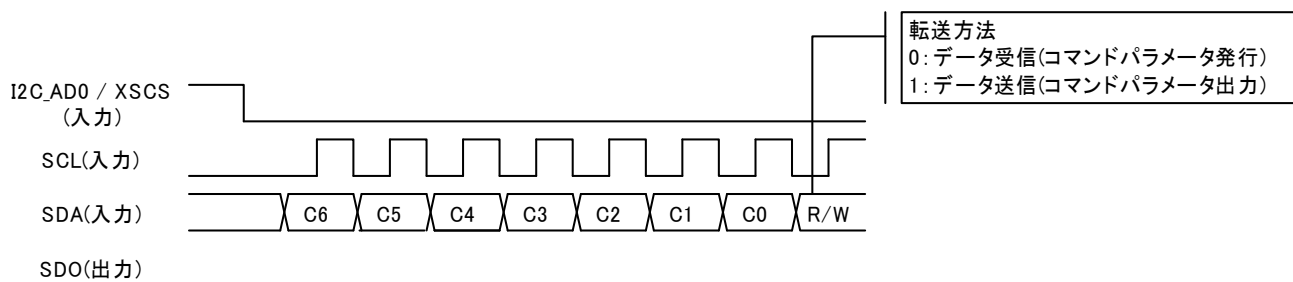 転送方法
0:データ受信(コマンドパラメータ発行)
1:データ送信(コマンドパラメータ出力)
I2C_AD0 / XSCS
(入力)
SCL(入力)
SDA(入力) C6 C5 C4 C3 C2 C1 C0 R/W
SDO(出力)